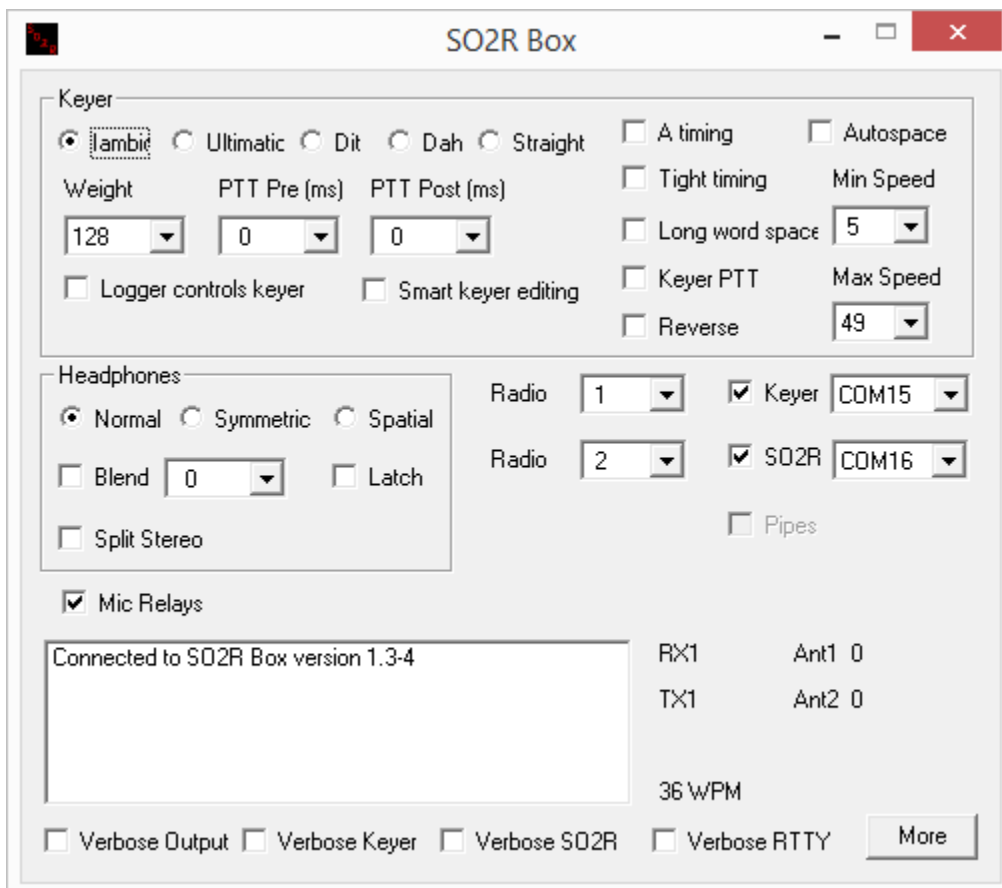 SO2R
SO2R Box
Keyer
Iambic Ultimatic Dit Dah Straight
A timing Autospace
Weight PTT Pre (ms) PTT Post (ms)
Tight timing Min Speed
128 0 0
Long word space 5
Logger controls keyer Smart keyer editing
Keyer PTT Max Speed
Reverse 49
Headphones
Normal Symmetric Spatial
Blend 0 Latch
Split Stereo
Radio 1 Keyer COM15
Radio 2 SO2R COM16
Pipes
Mic Relays
Connected to SO2R Box version 1.3-4
RX1 Ant1 0
TX1 Ant2 0
36 WPM
Verbose Output Verbose Keyer Verbose SO2R Verbose RTTY More